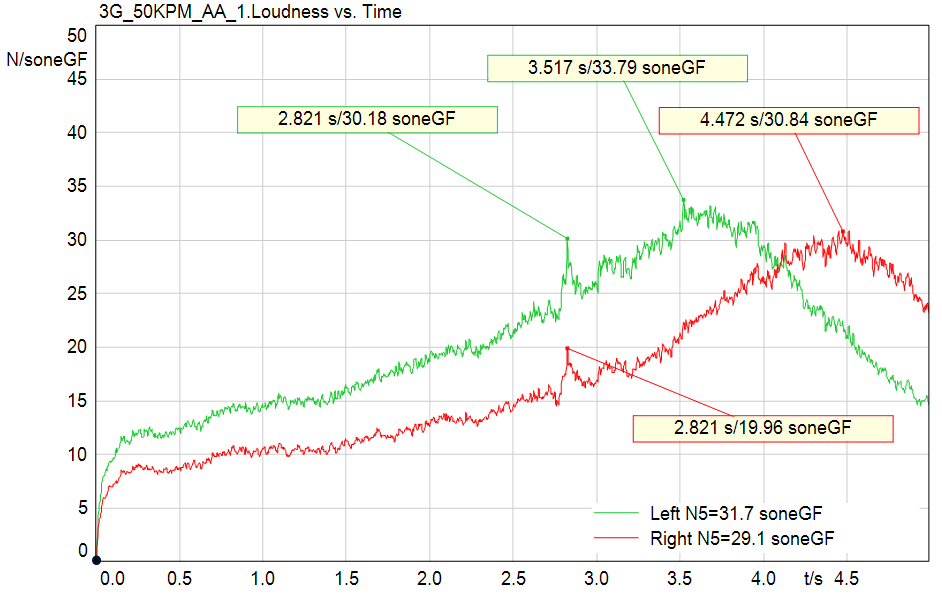 3G_50KPM_AA_1.Loudness vs. Time
50
N/soneGF
45
40
35
30
25
20
15
10
5
0
3.517 s/33.79 soneGF
2.821 s/30.18 soneGF
4.472 s/30.84 soneGF
2.821 s/19.96 soneGF
Left N5=31.7 soneGF
Right N5=29.1 soneGF
0.0 0.5 1.0 1.5 2.0 2.5 3.0 3.5 4.0 t/s 4.5